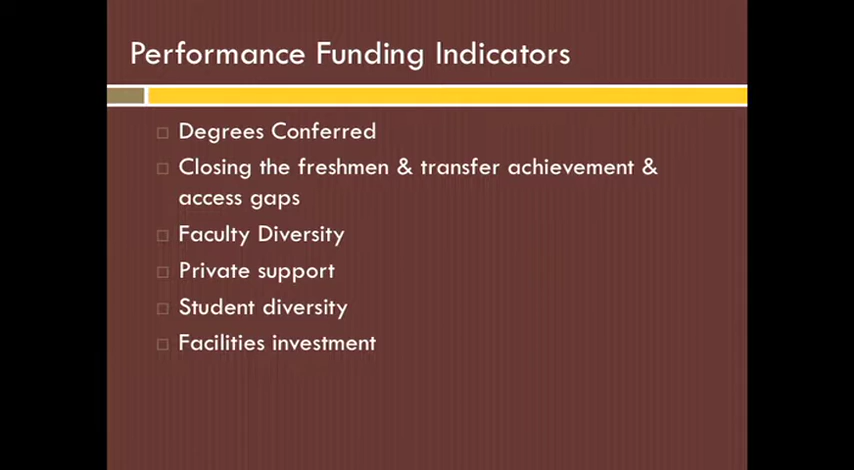 Performance Funding Indicators
Degrees Conferred
Closing the freshmen & transfer achievement &
access gaps
Faculty Diversity
Private support
Student diversity
Facilities investment